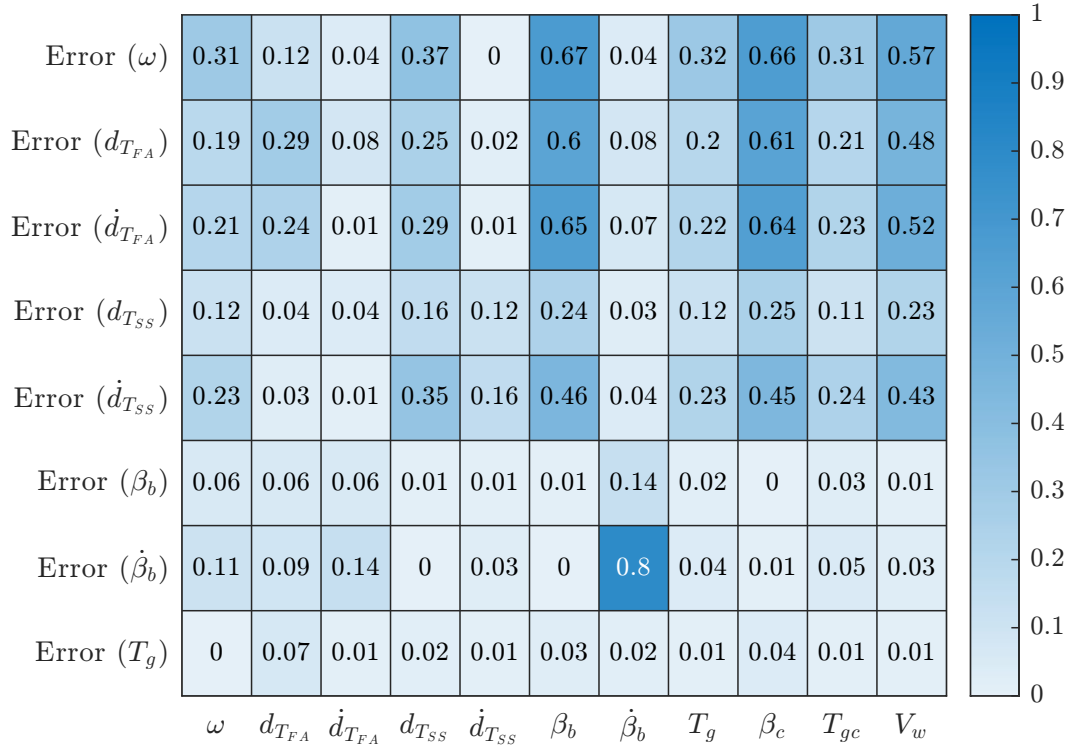 Error (ω) 0.31 0.12 0.04 0.37 0 0.67 0.04 0.32 0.66 0.31 0.57
Error (d_{T_{FA}}) 0.19 0.29 0.08 0.25 0.02 0.6 0.08 0.2 0.61 0.21 0.48
Error (ḋ_{T_{FA}}) 0.21 0.24 0.01 0.29 0.01 0.65 0.07 0.22 0.64 0.23 0.52
Error (d_{T_{SS}}) 0.12 0.04 0.04 0.16 0.12 0.24 0.03 0.12 0.25 0.11 0.23
Error (ḋ_{T_{SS}}) 0.23 0.03 0.01 0.35 0.16 0.46 0.04 0.23 0.45 0.24 0.43
Error (β_b) 0.06 0.06 0.06 0.01 0.01 0.01 0.14 0.02 0 0.03 0.01
Error (β̇_b) 0.11 0.09 0.14 0 0.03 0 0.8 0.04 0.01 0.05 0.03
Error (T_g) 0 0.07 0.01 0.02 0.01 0.03 0.02 0.01 0.04 0.01 0.01
ω d_{T_{FA}} ḋ_{T_{FA}} d_{T_{SS}} ḋ_{T_{SS}} β_b β̇_b T_g β_c T_{gc} V_w
1
0.9
0.8
0.7
0.6
0.5
0.4
0.3
0.2
0.1
0